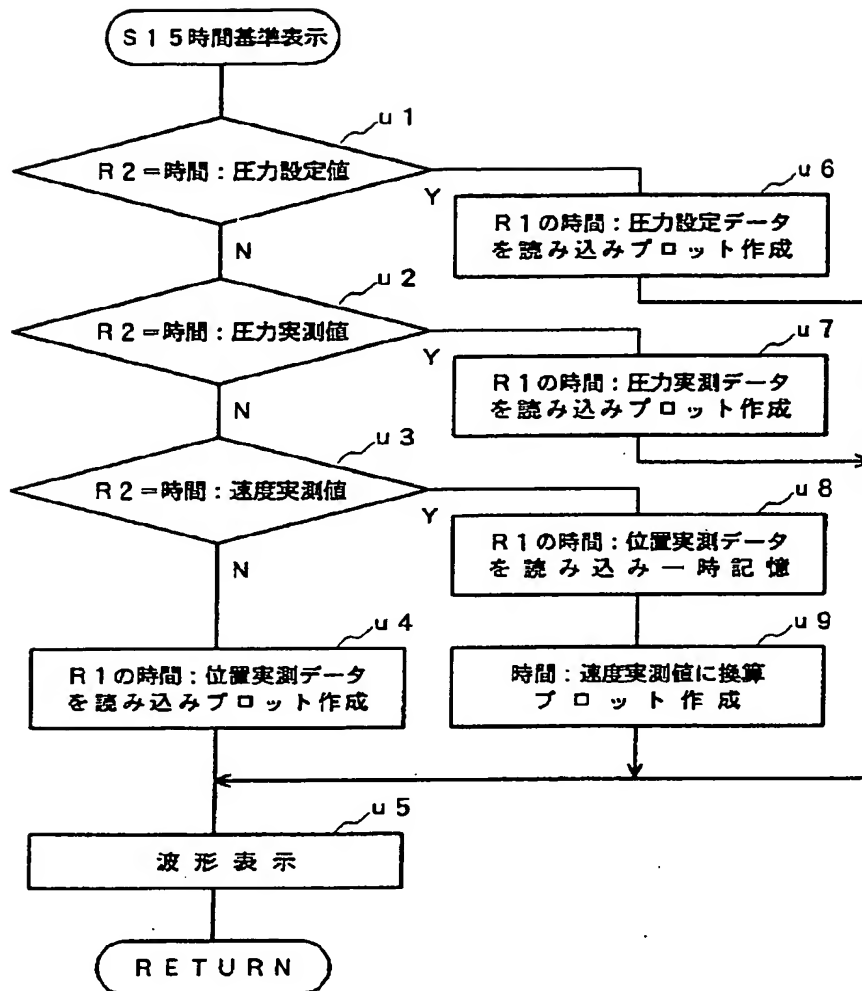 S15時間基準表示
u1
R2=時間:圧力設定値
Y
N
u6
R1の時間:圧力設定データ
を読み込みプロット作成
u2
R2=時間:圧力実測値
Y
N
u7
R1の時間:圧力実測データ
を読み込みプロット作成
u3
R2=時間:速度実測値
Y
N
u8
R1の時間:位置実測データ
を読み込み一時記憶
u4
R1の時間:位置実測データ
を読み込みプロット作成
u9
時間:速度実測値に換算
プロット作成
u5
波形表示
RETURN